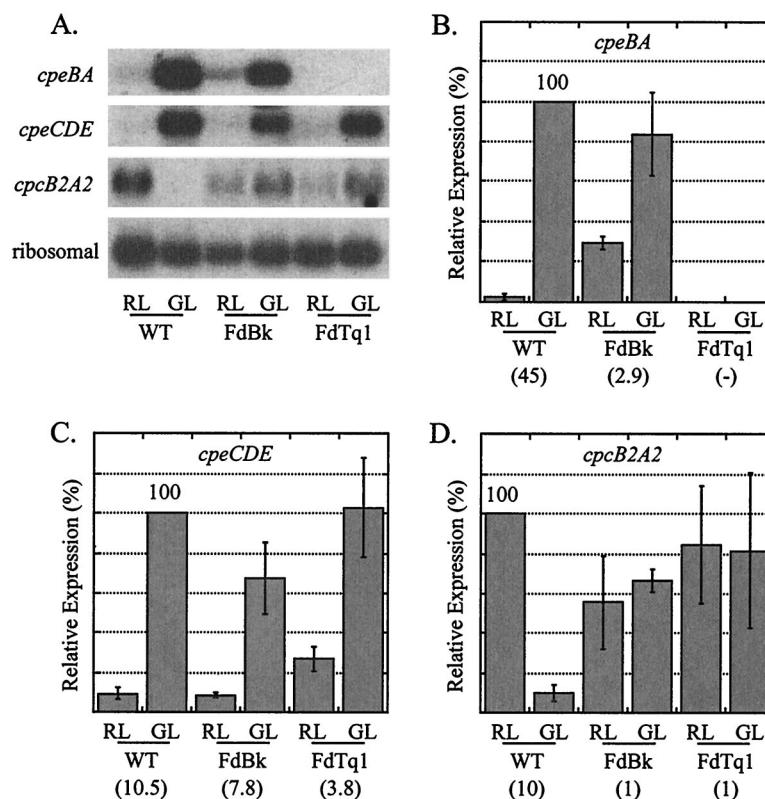 A.
cpeBA
cpeCDE
cpcB2A2
ribosomal
RL GL RL GL RL GL
WT FdBk FdTq1
B.
cpeBA
100
Relative Expression (%)
RL GL RL GL RL GL
WT FdBk FdTq1
(45) (2.9) (-)
C.
cpeCDE
100
Relative Expression (%)
RL GL RL GL RL GL
WT FdBk FdTq1
(10.5) (7.8) (3.8)
D.
cpcB2A2
100
Relative Expression (%)
RL GL RL GL RL GL
WT FdBk FdTq1
(10) (1) (1)